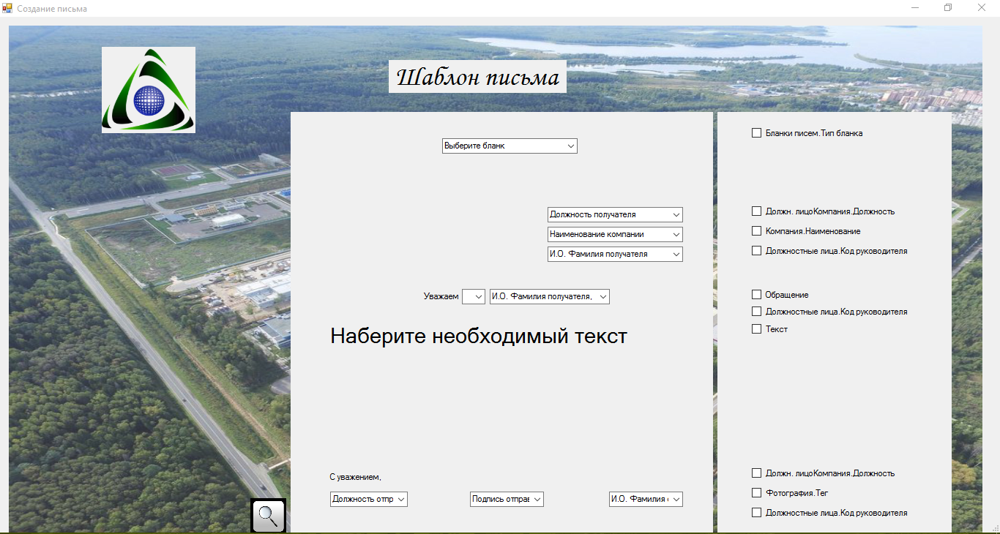 Создание письма
Шаблон письма
Выберите бланк
Должность получателя
Наименование компании
И.О. Фамилия получателя
Уважаем
И.О. Фамилия получателя,
Наберите необходимый текст
С уважением,
Должность отпр
Подпись отправ
И.О. Фамилия
Бланки писем.Тип бланка
Должн. лицоКомпания.Должность
Компания.Наименование
Должностные лица.Код руководителя
Обращение
Должностные лица.Код руководителя
Текст
Должн. лицоКомпания.Должность
Фотография.Тег
Должностные лица.Код руководителя